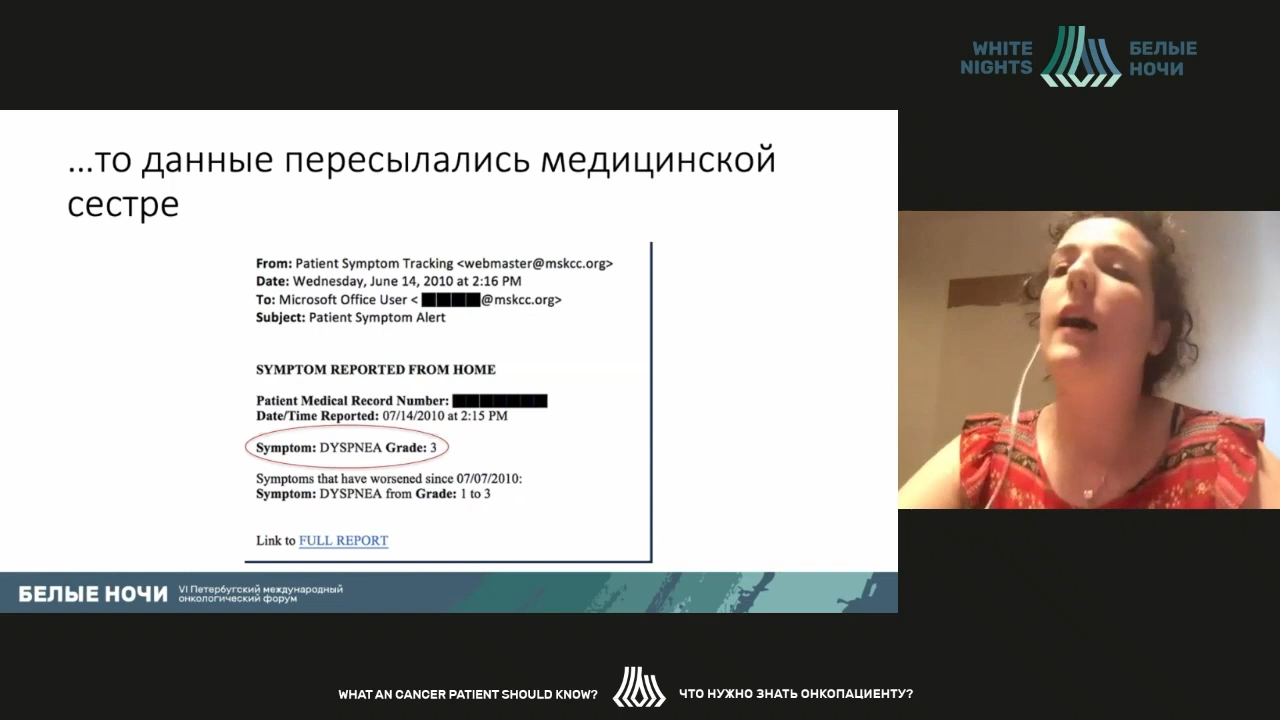 WHITE
NIGHTS
БЕЛЫЕ
НОЧИ
...то данные пересылались медицинской
сестре
From: Patient Symptom Tracking <webmaster@mskcc.org>
Date: Wednesday, June 14, 2010 at 2:16 PM
To: Microsoft Office User < @mskcc.org>
Subject: Patient Symptom Alert
SYMPTOM REPORTED FROM HOME
Patient Medical Record Number:
Date/Time Reported: 07/14/2010 at 2:15 PM
Symptom: DYSPNEA Grade: 3
Symptoms that have worsened since 07/07/2010:
Symptom: DYSPNEA from Grade: 1 to 3
Link to FULL REPORT
БЕЛЫЕ НОЧИ
VI Петербугский международный
онкологический форум
WHAT AN CANCER PATIENT SHOULD KNOW?
ЧТО НУЖНО ЗНАТЬ ОНКОПАЦИЕНТУ?